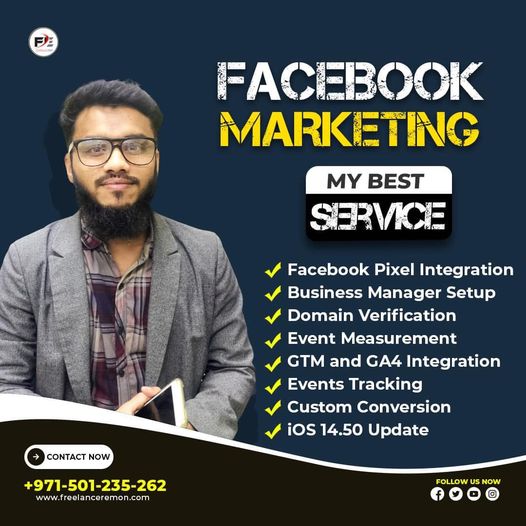 FE
FACEBOOK
MARKETING
MY BEST
SERVICE
Facebook Pixel Integration
Business Manager Setup
Domain Verification
Event Measurement
GTM and GA4 Integration
Events Tracking
Custom Conversion
iOS 14.50 Update
CONTACT NOW
+971-501-235-262
www.freelanceremon.com
FOLLOW US NOW